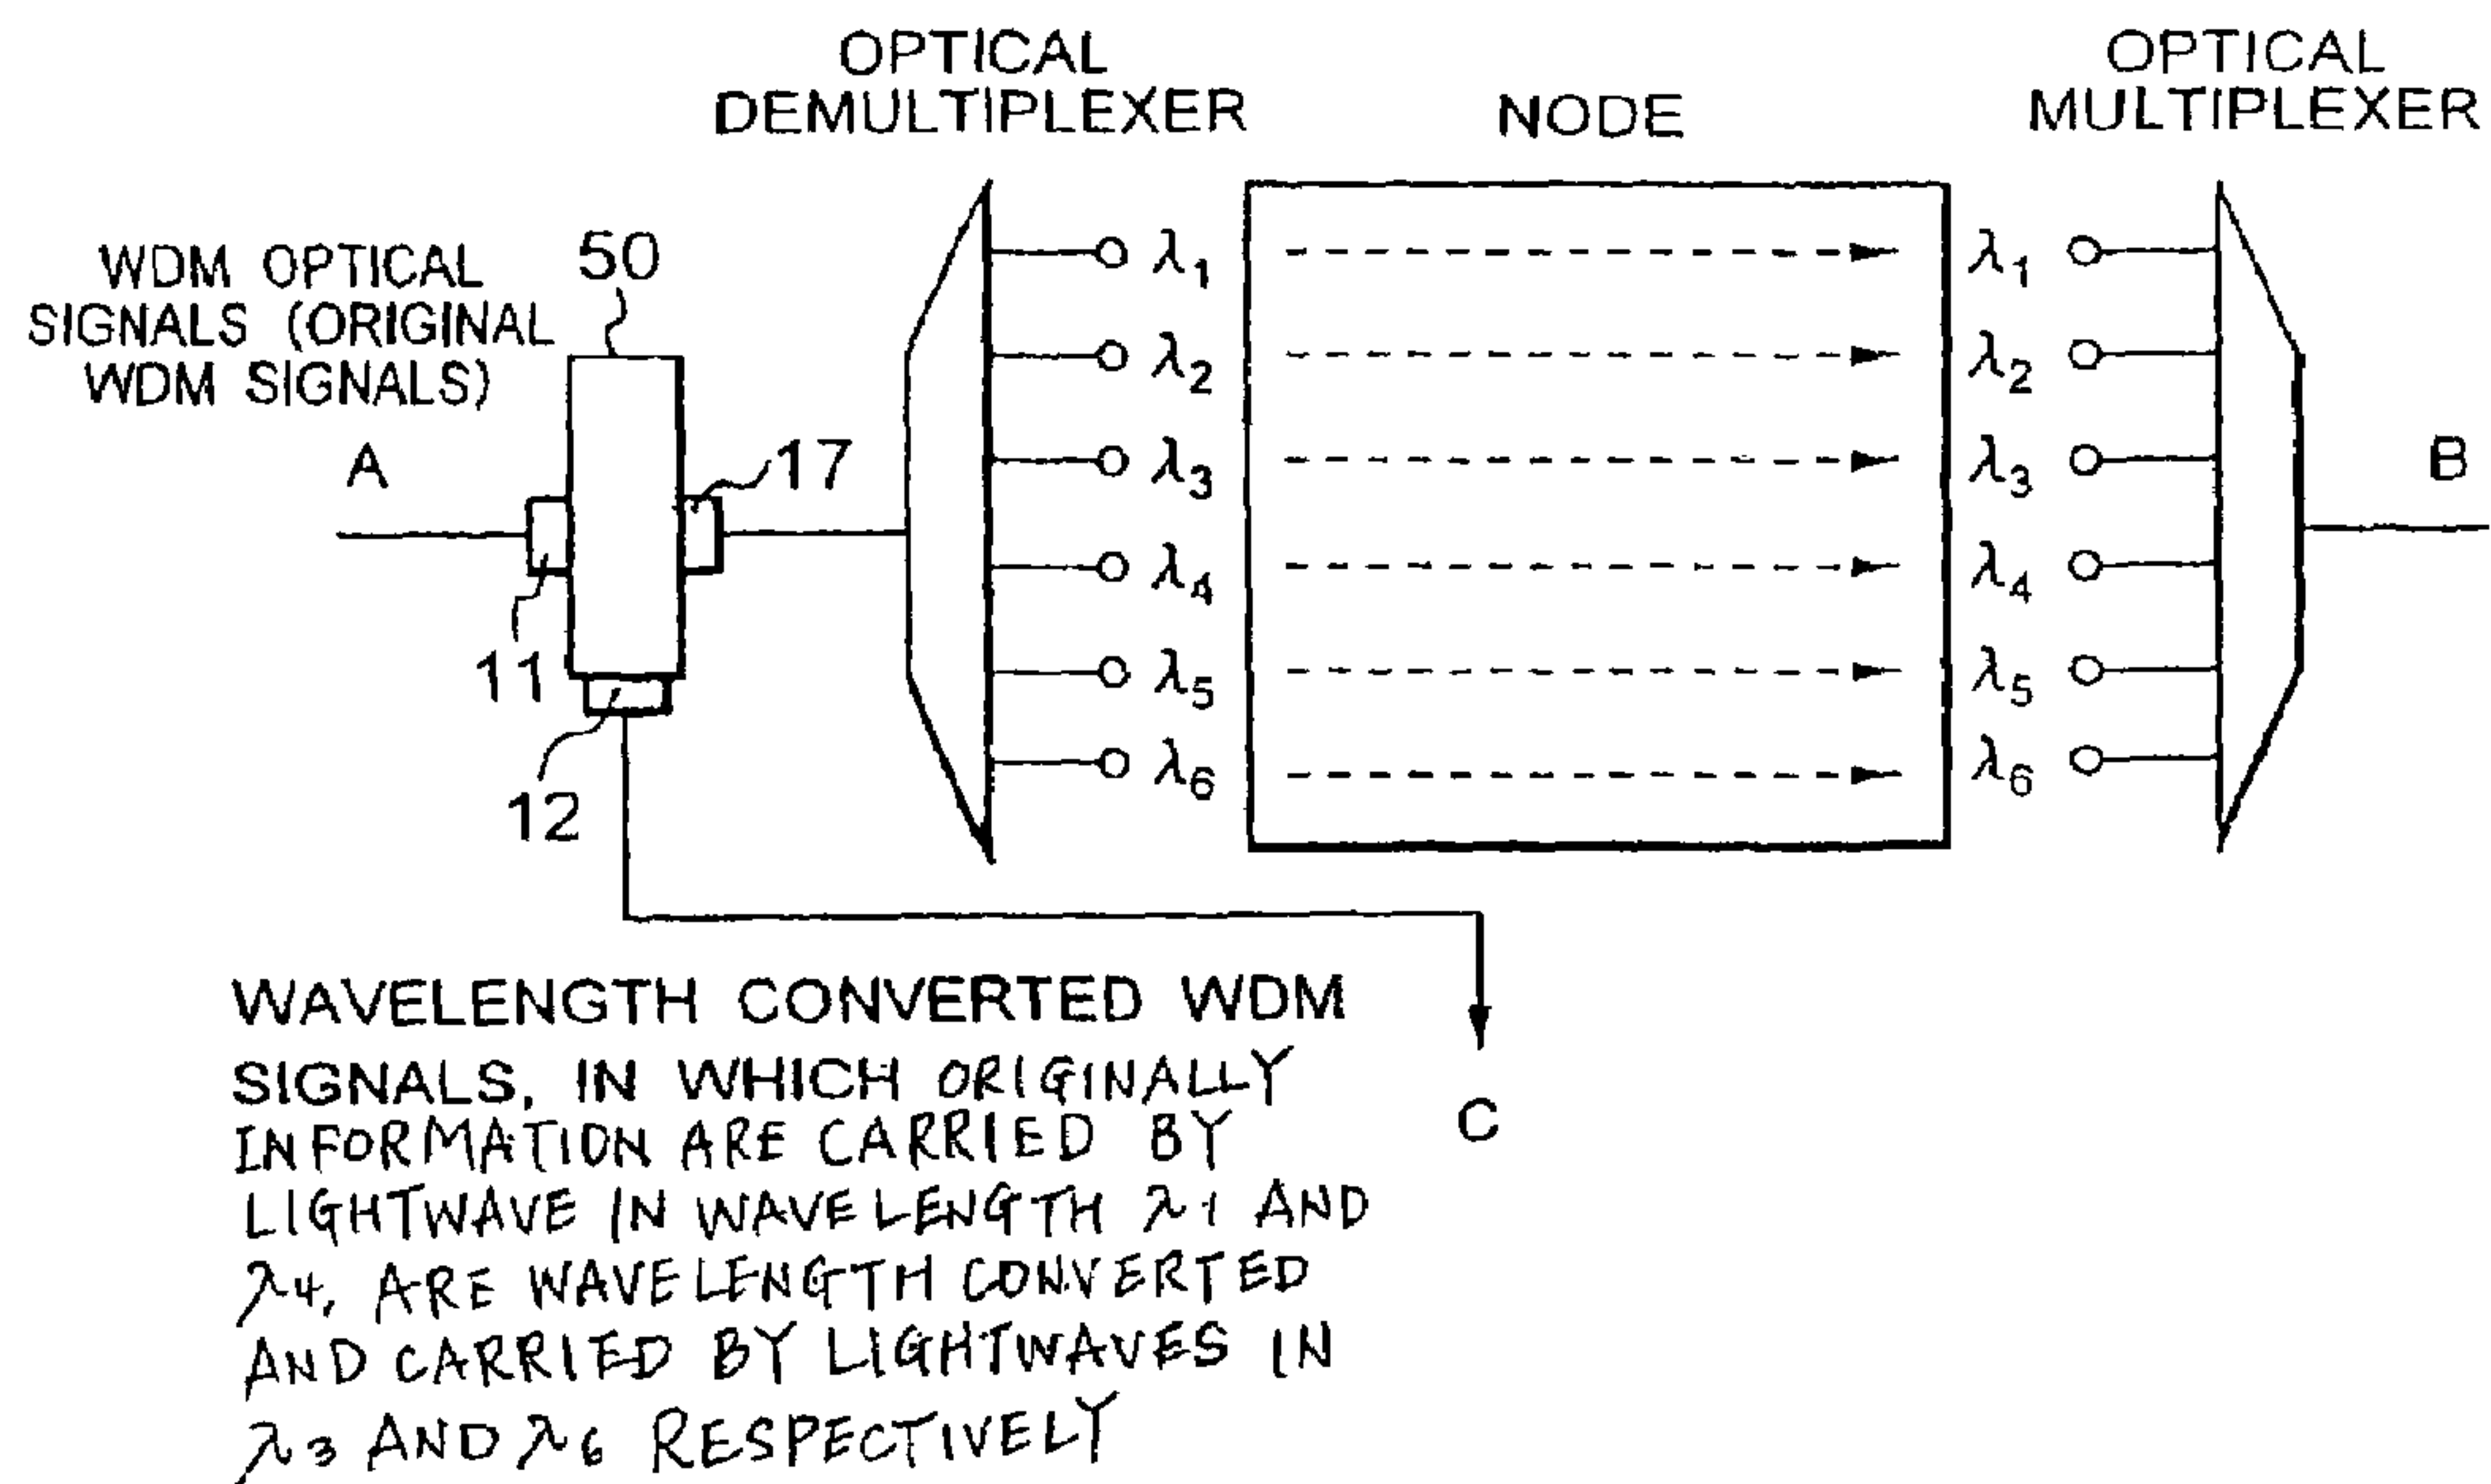 OPTICAL
DEMULTIPLEXER
NODE
OPTICAL
MULTIPLEXER
WDM OPTICAL
SIGNALS (ORIGINAL
WDM SIGNALS)
50
A
17
11
12
λ1
λ2
λ3
λ4
λ5
λ6
λ1
λ2
λ3
λ4
λ5
λ6
B
C
WAVELENGTH CONVERTED WDM
SIGNALS, IN WHICH ORIGINALLY
INFORMATION ARE CARRIED BY
LIGHTWAVE IN WAVELENGTH λ1 AND
λ4, ARE WAVELENGTH CONVERTED
AND CARRIED BY LIGHTWAVES IN
λ3 AND λ6 RESPECTIVELY